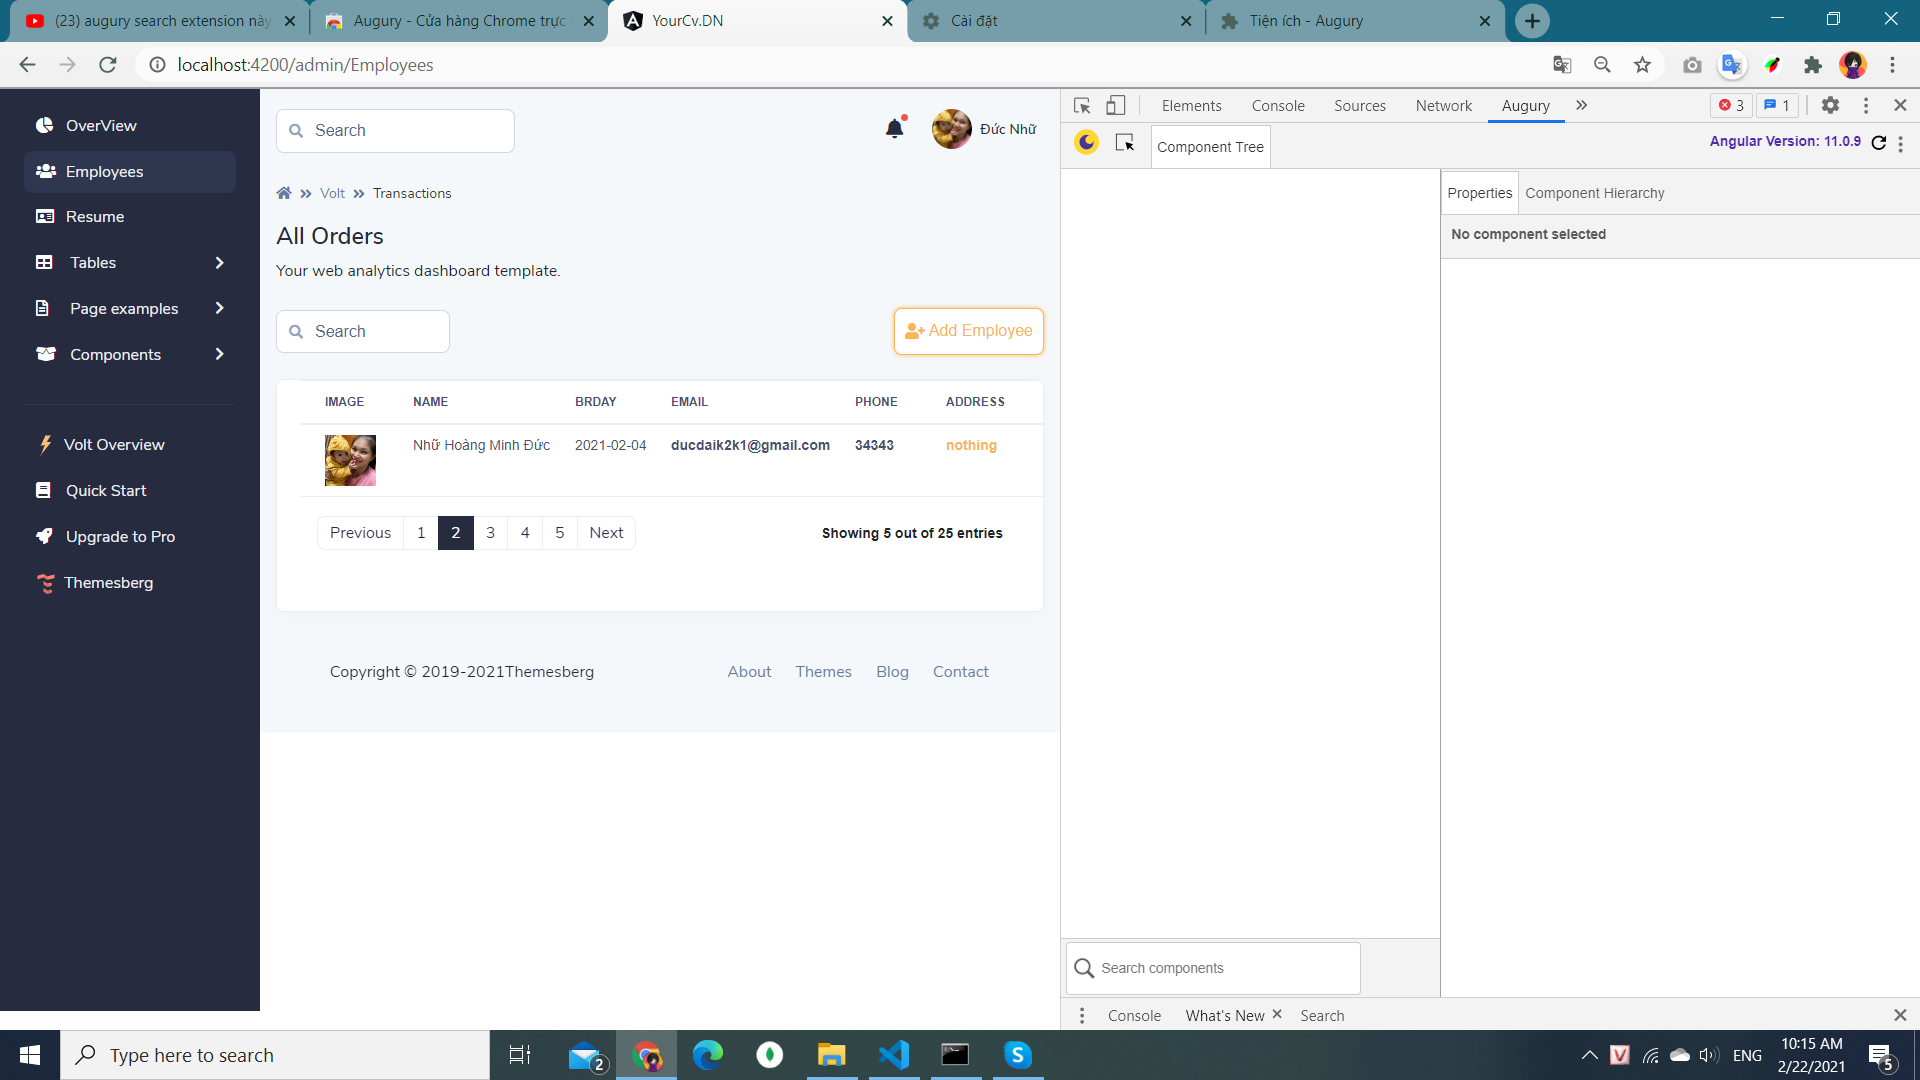 (23) augury search extension này
Augury - Cửa hàng Chrome trực
YourCv.DN
Cài đặt
Tiện ích - Augury
localhost:4200/admin/Employees
OverView
Employees
Resume
Tables
Page examples
Components
Volt Overview
Quick Start
Upgrade to Pro
Themesberg
Search
Đức Nhữ
Volt
Transactions
All Orders
Your web analytics dashboard template.
Search
Add Employee
IMAGE NAME BRDAY EMAIL PHONE ADDRESS
Nhữ Hoàng Minh Đức 2021-02-04 ducdaik2k1@gmail.com 34343 nothing
Previous 1 2 3 4 5 Next
Showing 5 out of 25 entries
Copyright © 2019-2021Themesberg
About Themes Blog Contact
Elements Console Sources Network Augury 3 1
Component Tree
Angular Version: 11.0.9
Properties Component Hierarchy
No component selected
Search components
Console What's New Search
Type here to search
2
ENG
10:15 AM
2/22/2021
5